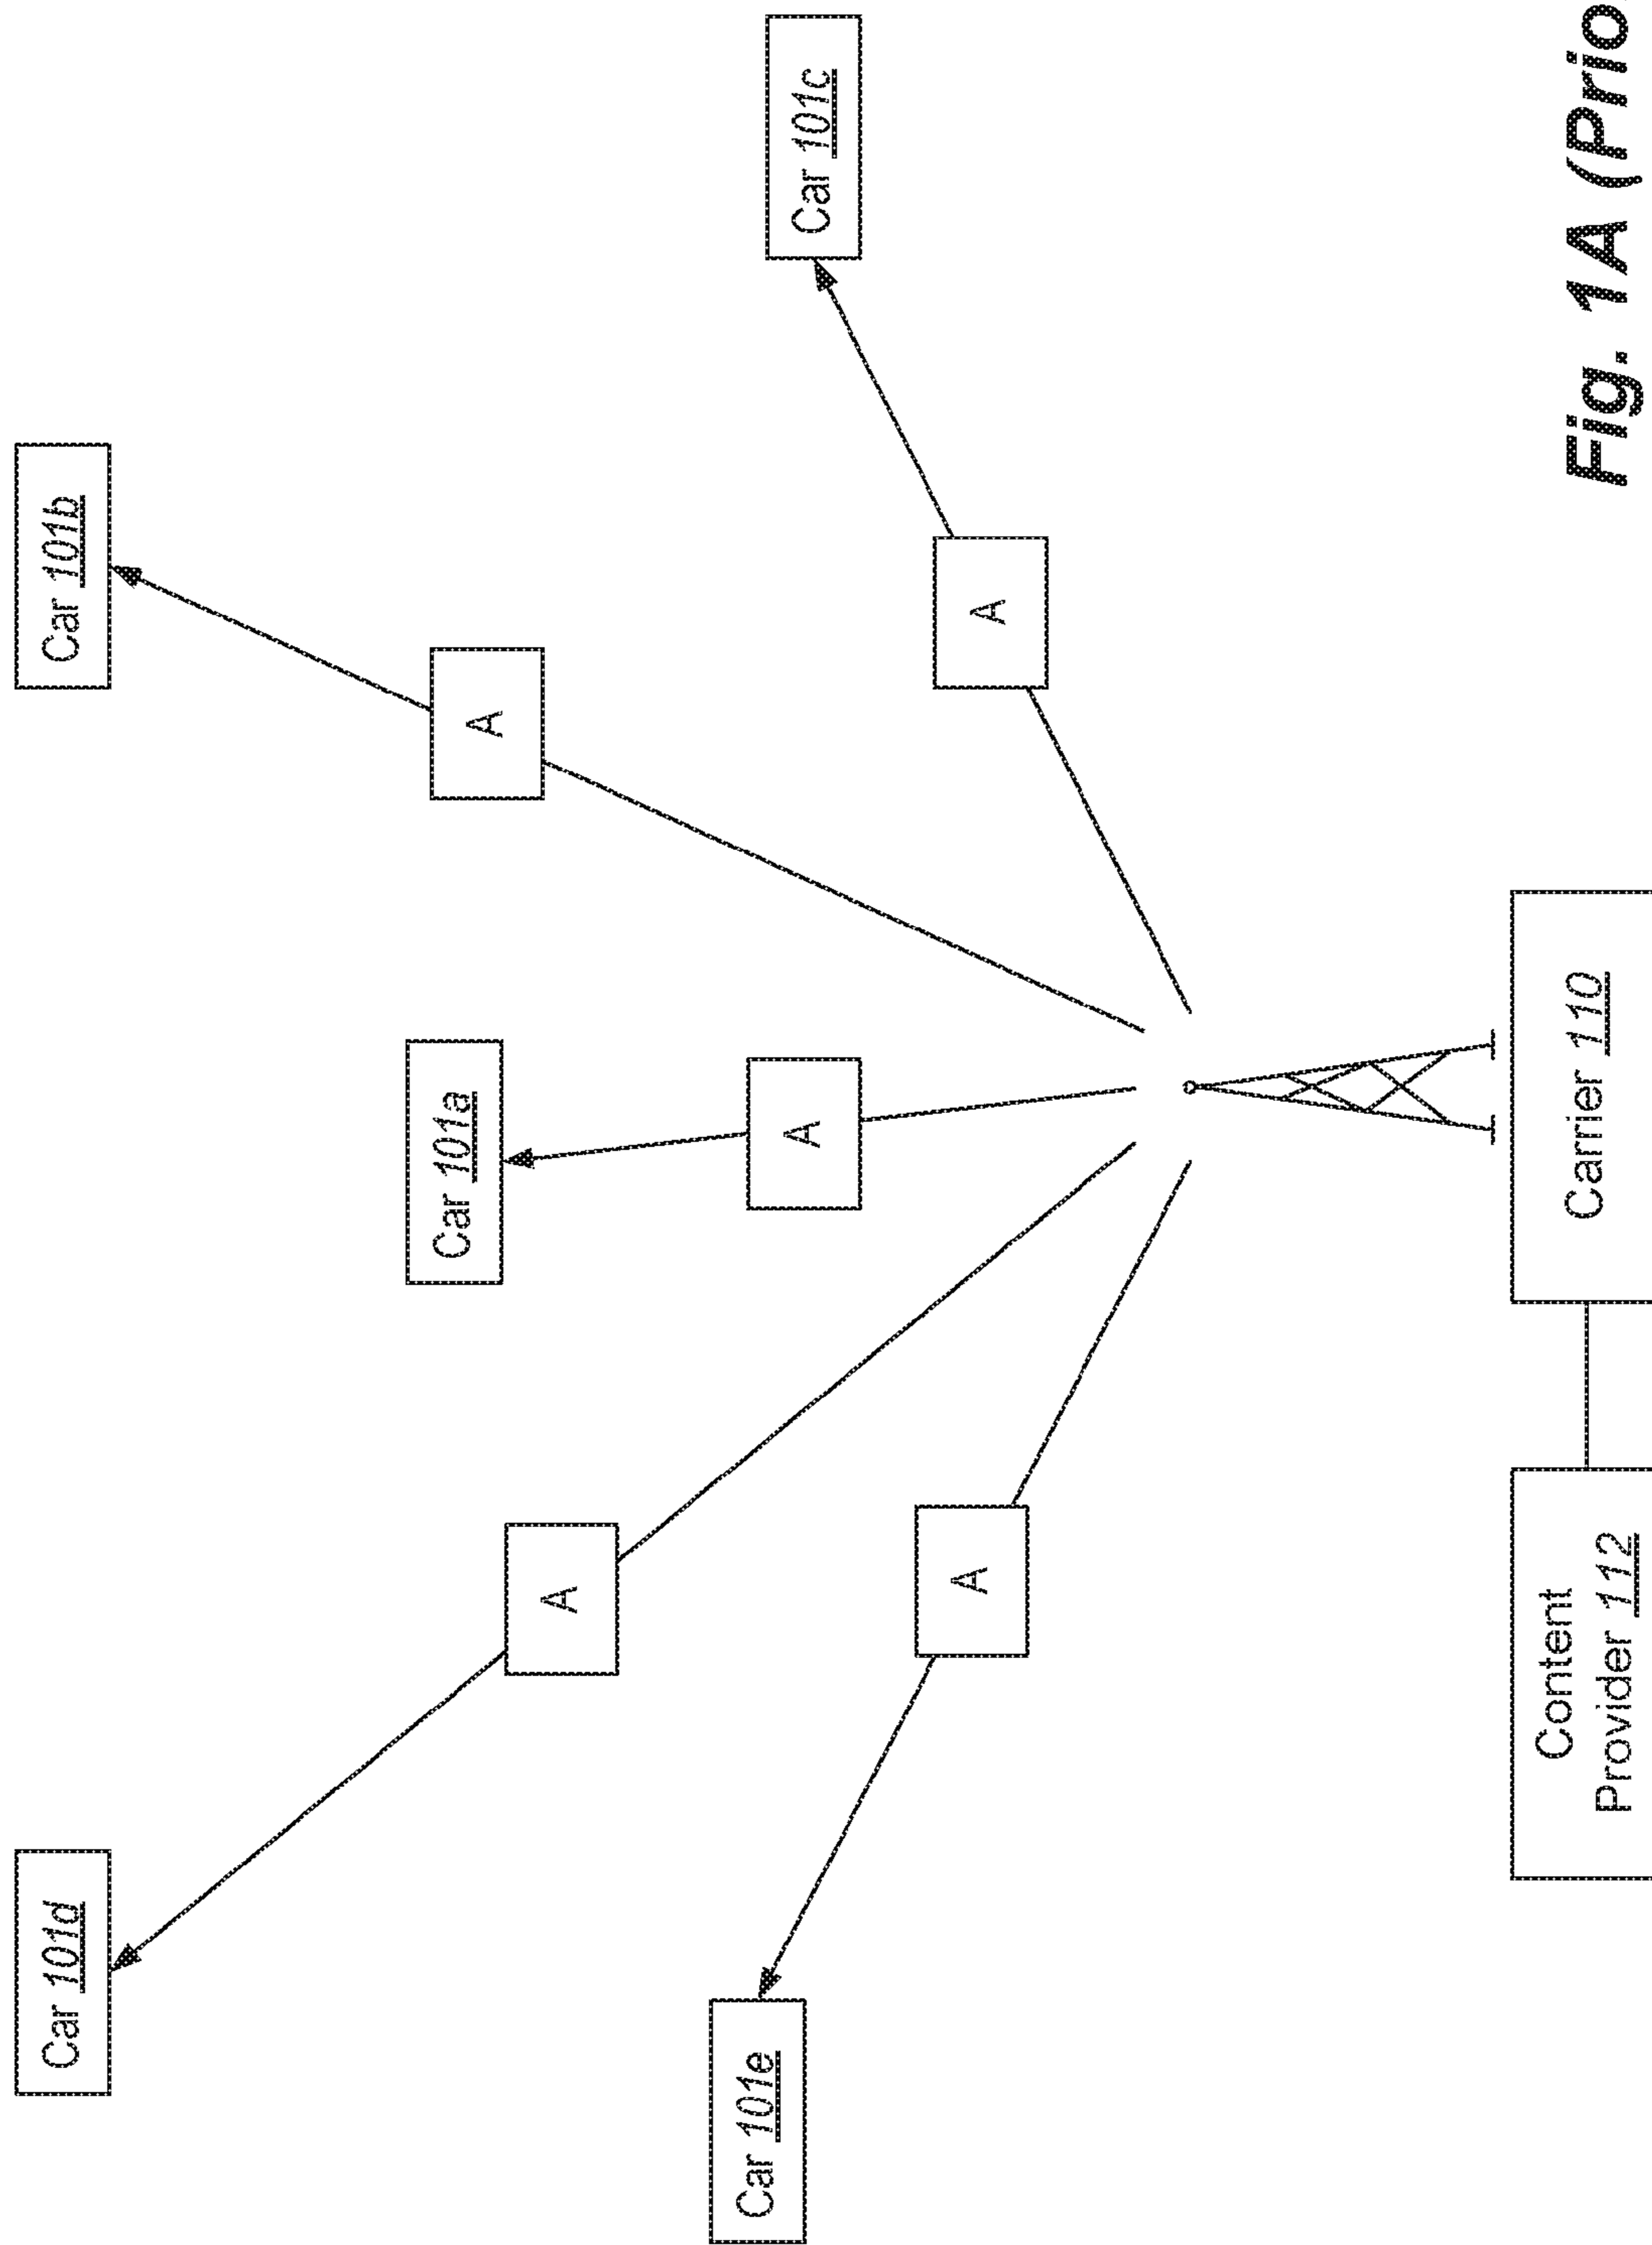 Car 101d
Car 101b
Car 101a
A
A
Car 101e
A
Car 101c
A
A
Content
Provider 112
Carrier 110
Fig. 1A (Prio